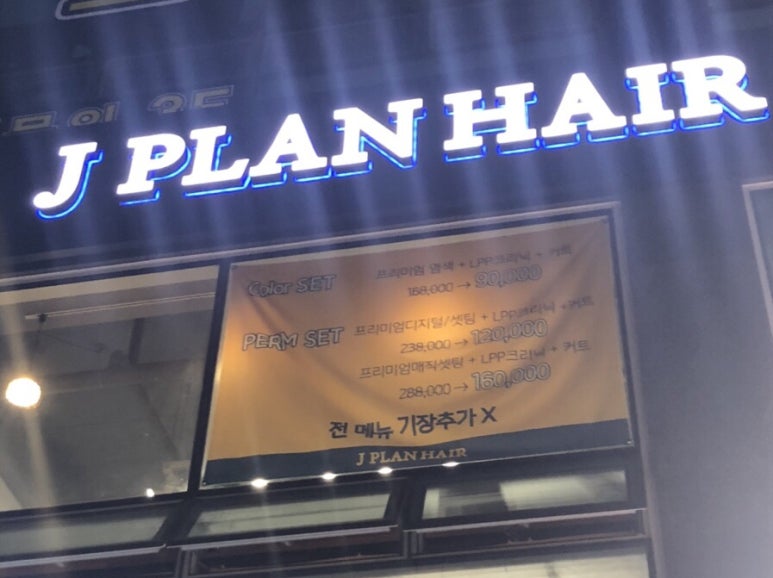 J PLAN HAIR
Color SET
프리미엄 염색 + LPP크리닉 + 커트
168,000 → 90,000
PERM SET
프리미엄디지털/셋팅 + LPP크리닉 + 커트
238,000 → 120,000
프리미엄매직셋팅 + LPP크리닉 + 커트
288,000 → 160,000
전 메뉴 기장추가 X
J PLAN HAIR